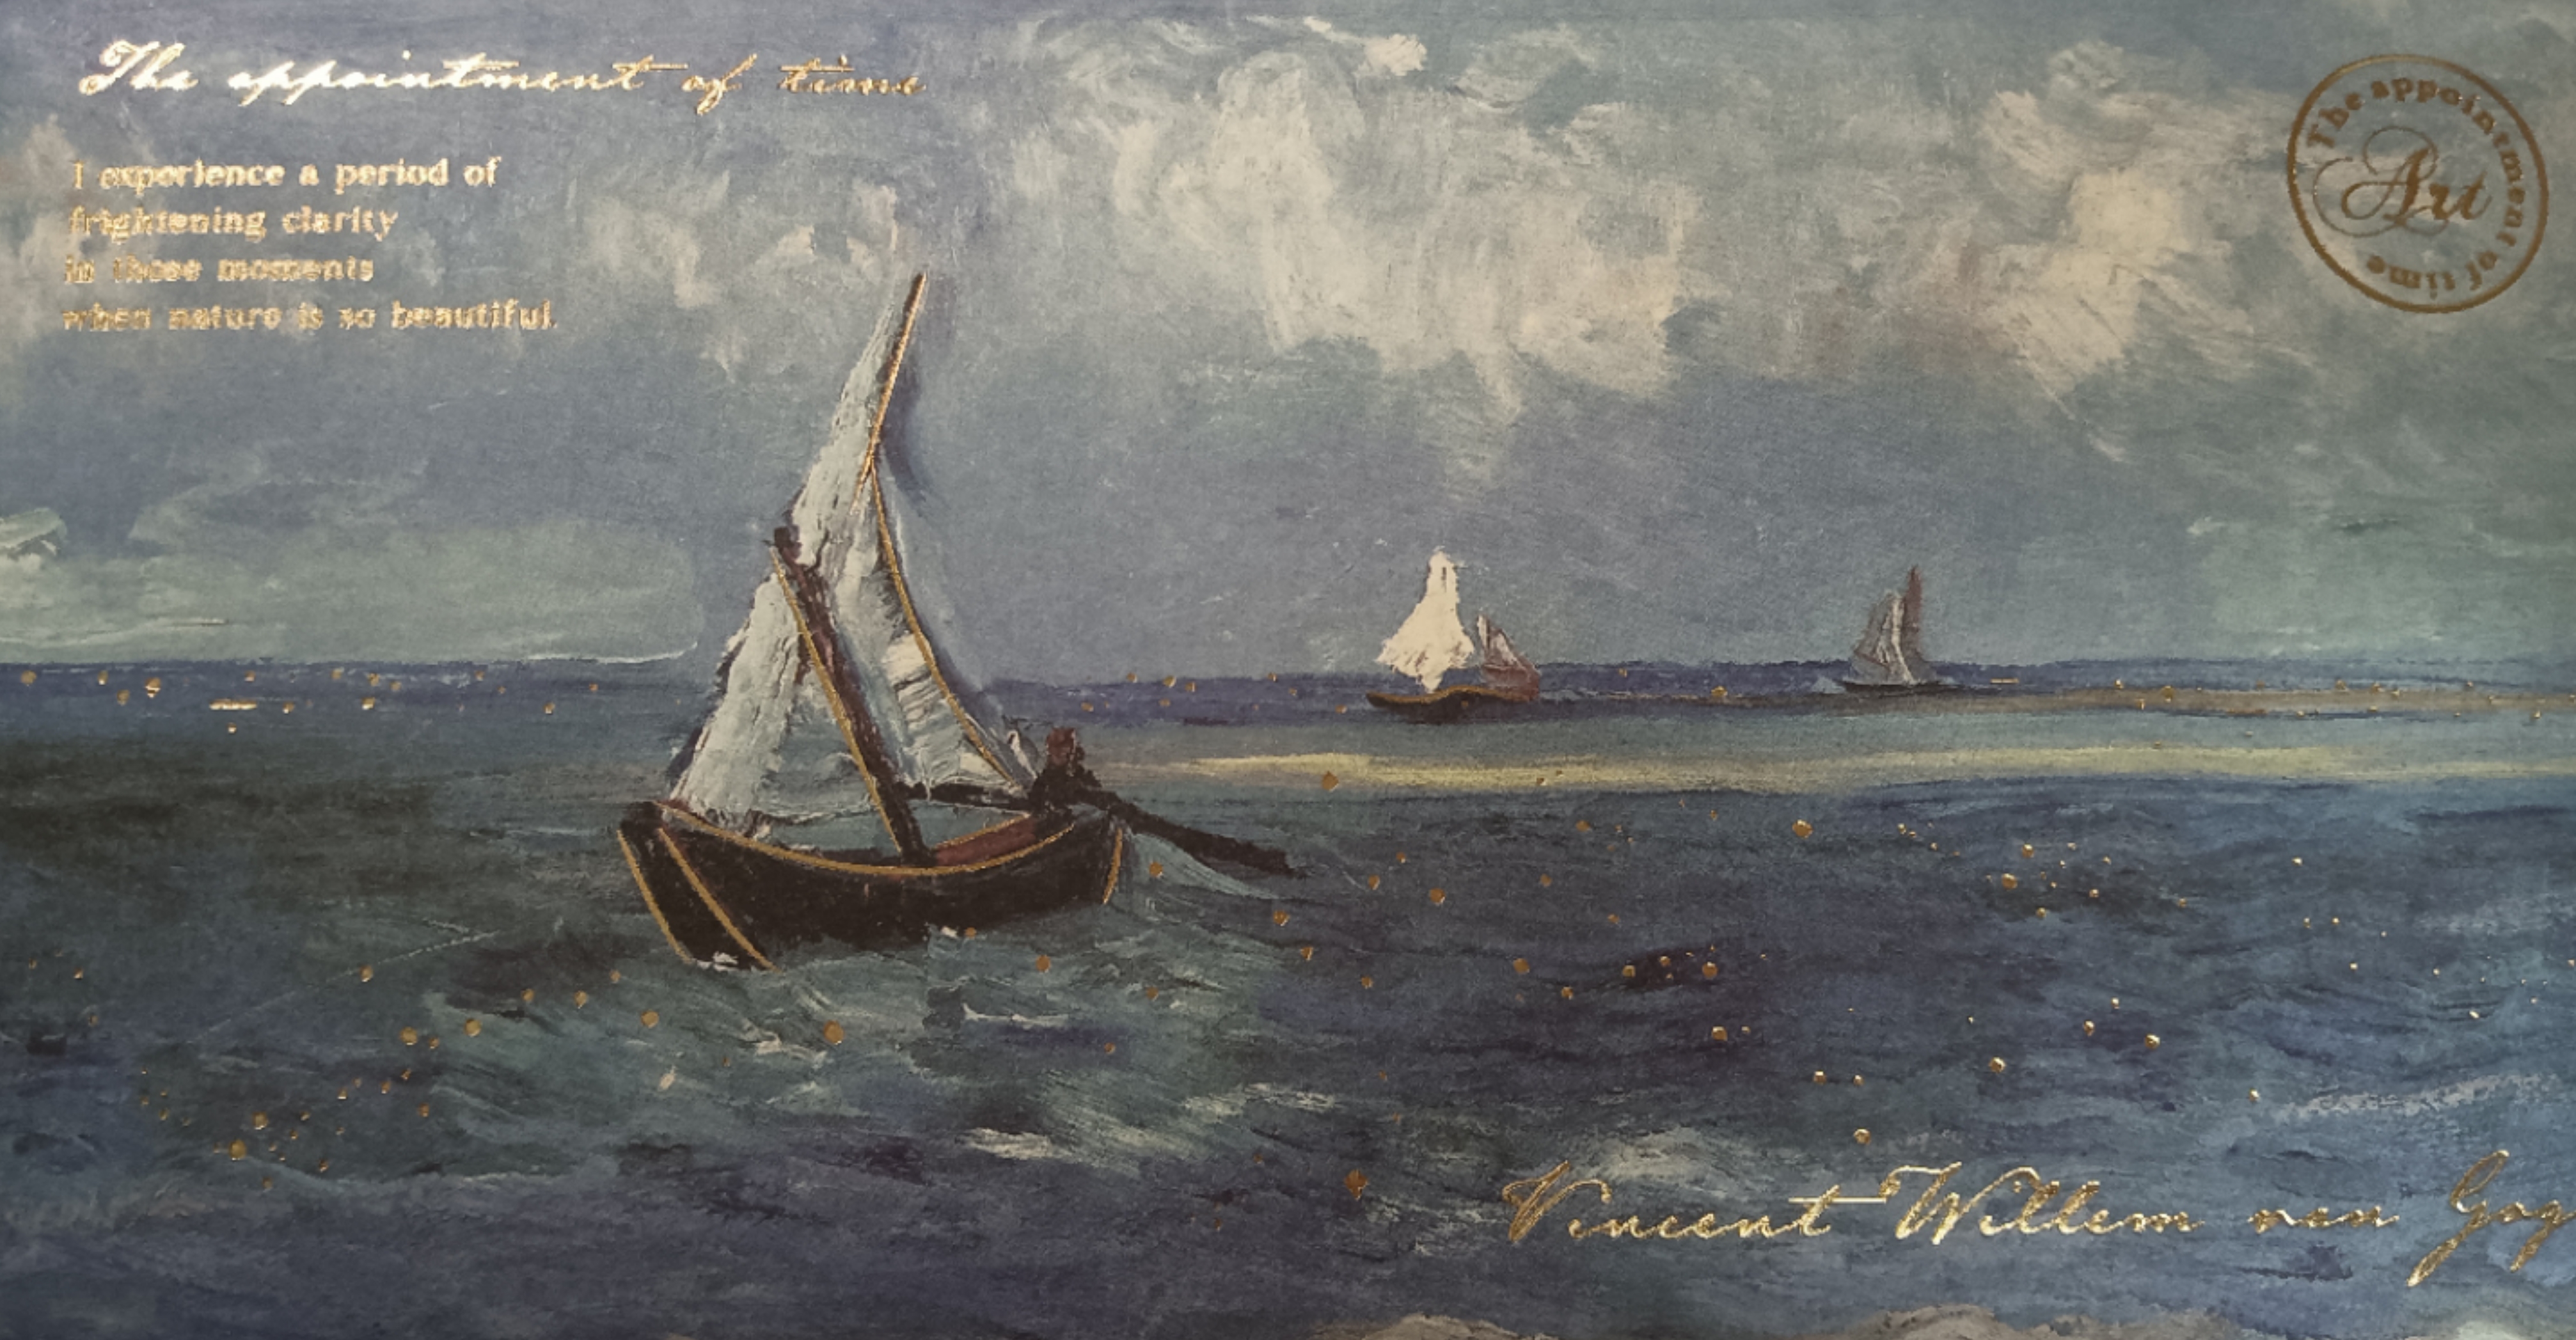 The appointment of time
I experience a period of
frightening clarity
in those moments
when nature is so beautiful.
The appointment of time
Art
Vincent Willem van Gog